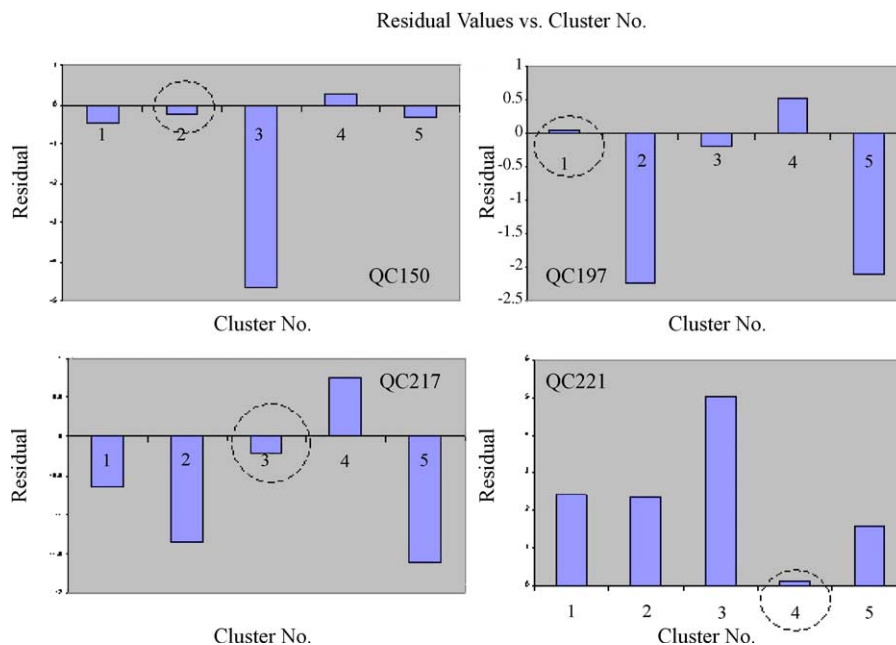 Residual Values vs. Cluster No.
Residual
1
2
3
4
5
QC150
Cluster No.
Residual
1
0.5
0
-0.5
-1
-1.5
-2
-2.5
1
2
3
4
5
QC197
Cluster No.
Residual
QC217
1
2
3
4
5
Cluster No.
Residual
QC221
1
2
3
4
5
Cluster No.